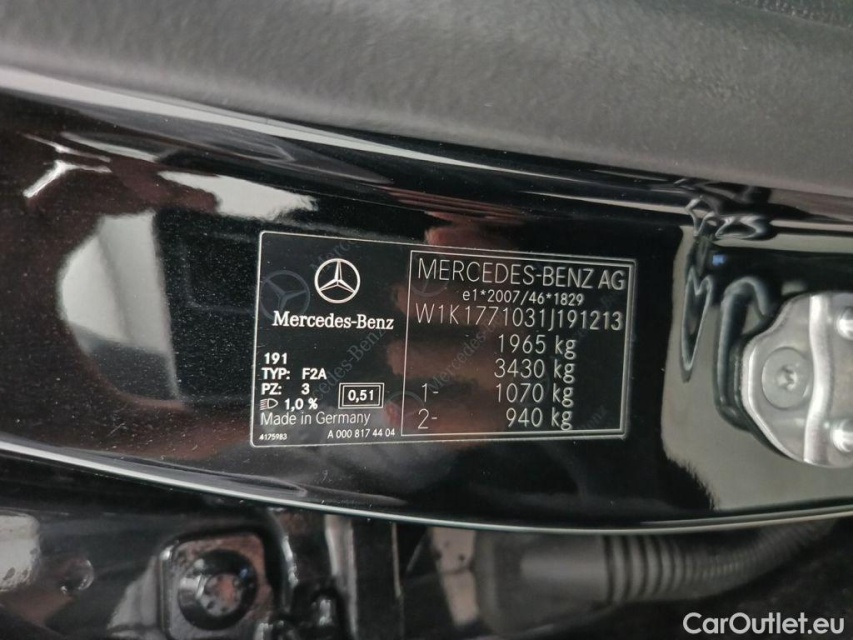 Mercedes-Benz
191
TYP: F2A
PZ: 3
1,0 %
0,51
Made in Germany
4175983
A 000 817 44 04
MERCEDES-BENZ AG
e1*2007/46*1829
W1K1771031J191213
1965 kg
3430 kg
1- 1070 kg
2- 940 kg
CarOutlet.eu